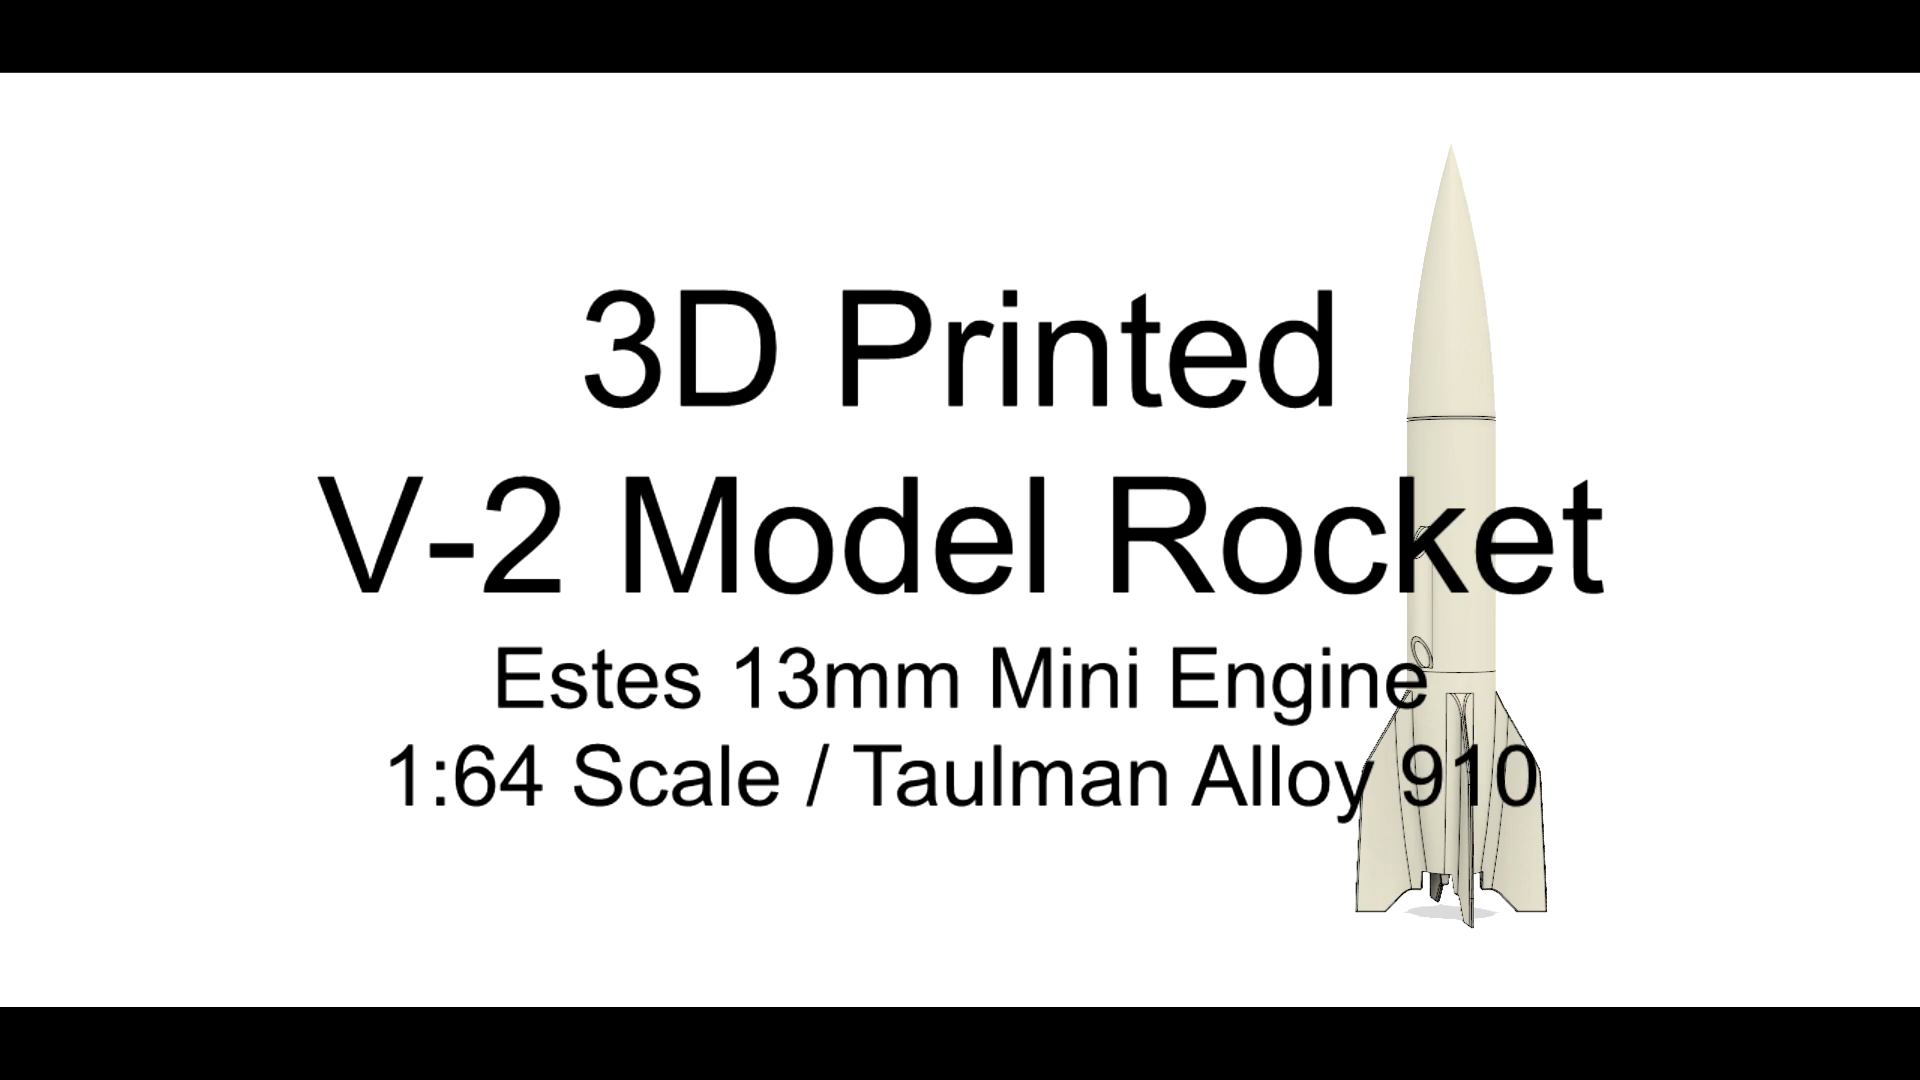 3D Printed
V-2 Model Rocket
Estes 13mm Mini Engine
1:64 Scale / Taulman Alloy 910